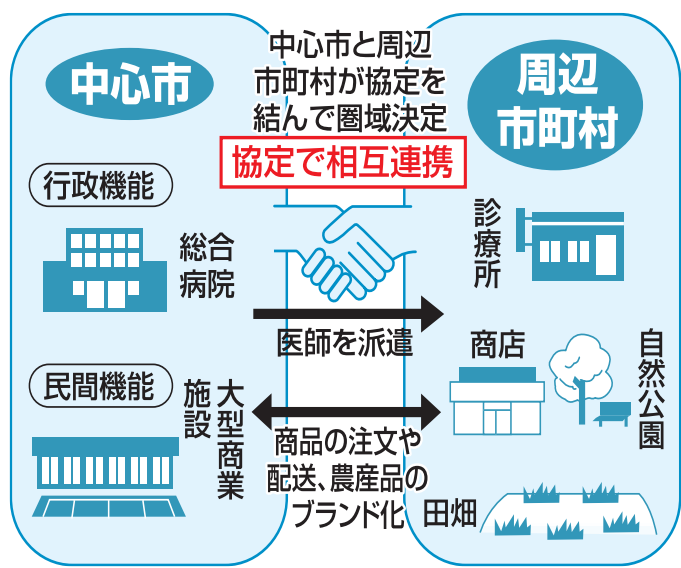 中心市と周辺
市町村が協定を
結んで圏域決定
協定で相互連携
中心市
行政機能
総合
病院
民間機能
大型商業
施設
周辺
市町村
診療所
医師を派遣
商店
自然公園
商品の注文や
配送、農産品の
ブランド化
田畑